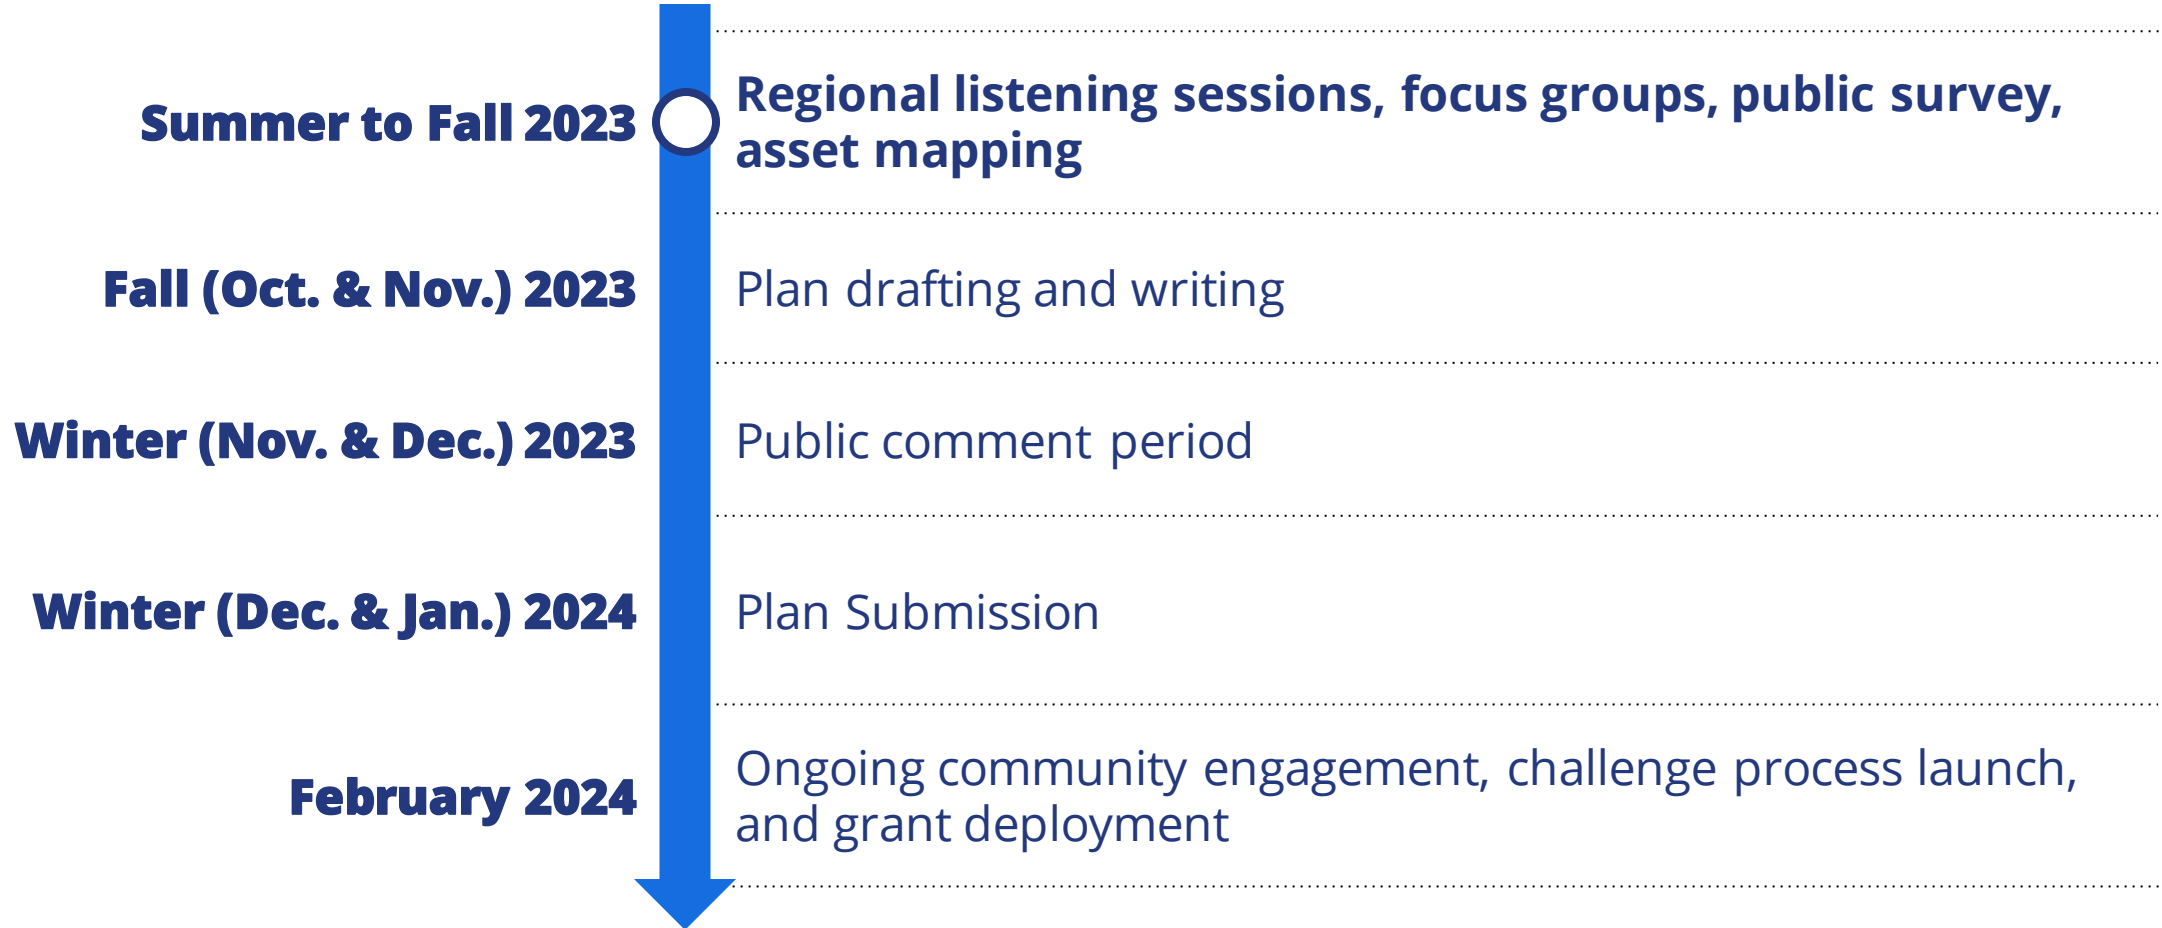 Summer to Fall 2023
Regional listening sessions, focus groups, public survey,
asset mapping
Fall (Oct. & Nov.) 2023
Plan drafting and writing
Winter (Nov. & Dec.) 2023
Public comment period
Winter (Dec. & Jan.) 2024
Plan Submission
February 2024
Ongoing community engagement, challenge process launch,
and grant deployment